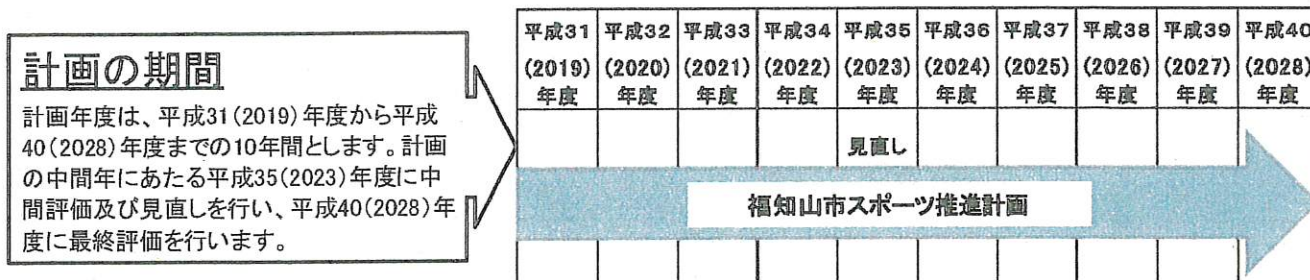 計画の期間
計画年度は、平成31(2019)年度から平成
40(2028)年度までの10年間とします。計画
の中間年にあたる平成35(2023)年度に中
間評価及び見直しを行い、平成40(2028)年
度に最終評価を行います。
平成31 平成32 平成33 平成34 平成35 平成36 平成37 平成38 平成39 平成40
(2019) (2020) (2021) (2022) (2023) (2024) (2025) (2026) (2027) (2028)
年度 年度 年度 年度 年度 年度 年度 年度 年度 年度
見直し
福知山市スポーツ推進計画